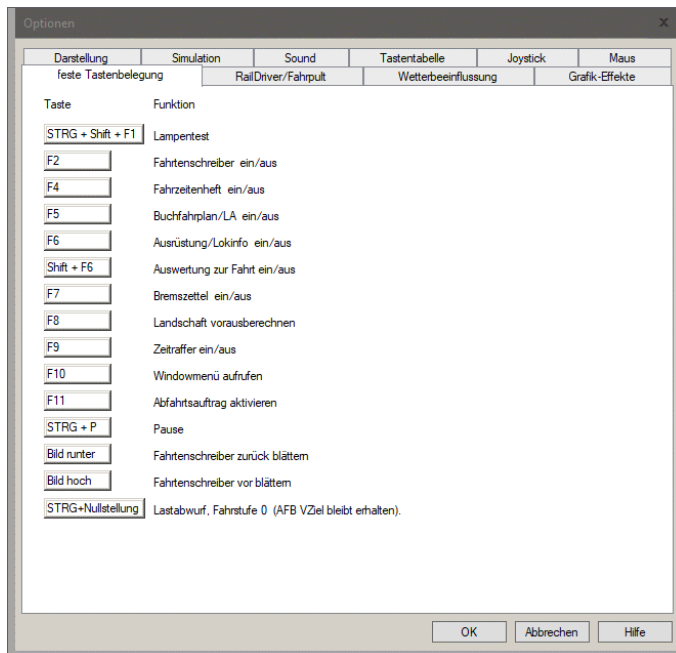 Optionen x
Darstellung Simulation Sound Tastentabelle Joystick Maus
feste Tastenbelegung RailDriver/Fahrpult Wetterbeeinflussung Grafik-Effekte
Taste Funktion
STRG + Shift + F1 Lampentest
F2 Fahrtenschreiber ein/aus
F4 Fahrzeitenheft ein/aus
F5 Buchfahrplan/LA ein/aus
F6 Ausrüstung/Lokinfo ein/aus
Shift + F6 Auswertung zur Fahrt ein/aus
F7 Bremszettel ein/aus
F8 Landschaft vorausberechnen
F9 Zeitraffer ein/aus
F10 Windowmenü aufrufen
F11 Abfahrtsauftrag aktivieren
STRG + P Pause
Bild runter Fahrtenschreiber zurück blättern
Bild hoch Fahrtenschreiber vor blättern
STRG+Nullstellung Lastabwurf, Fahrstufe 0 (AFB VZiel bleibt erhalten).
OK Abbrechen Hilfe